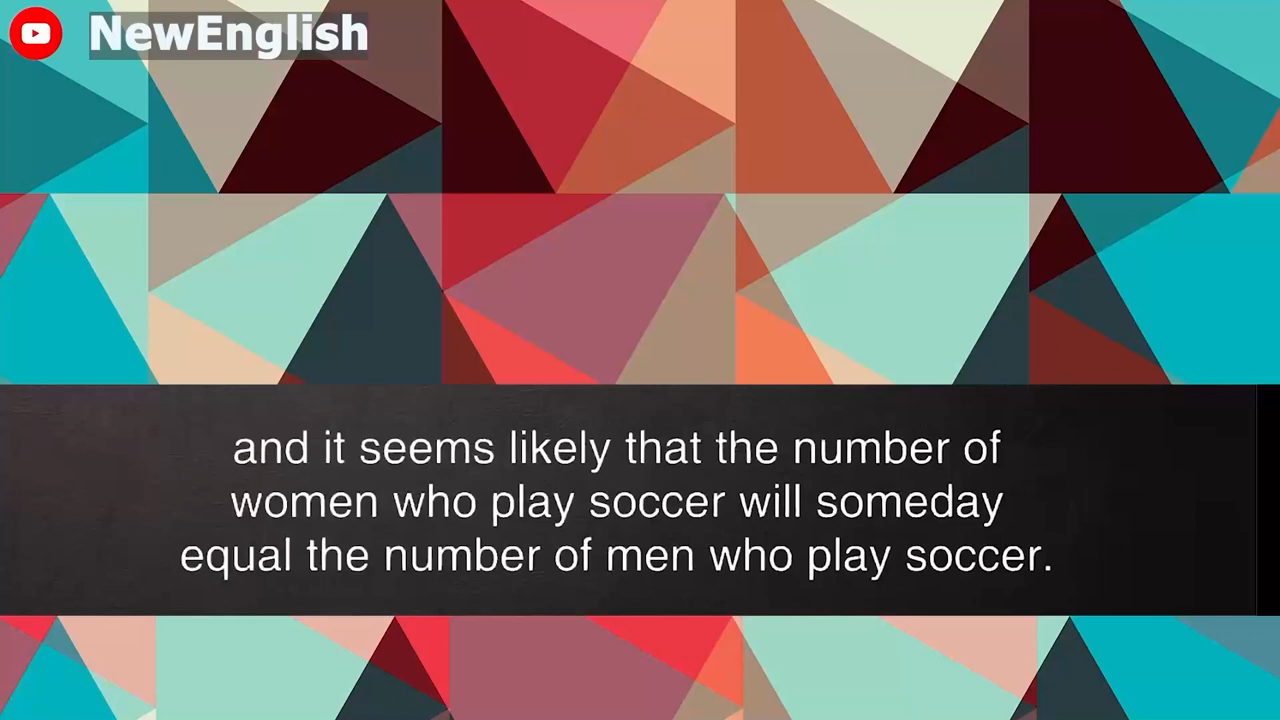 NewEnglish
and it seems likely that the number of
women who play soccer will someday
equal the number of men who play soccer.